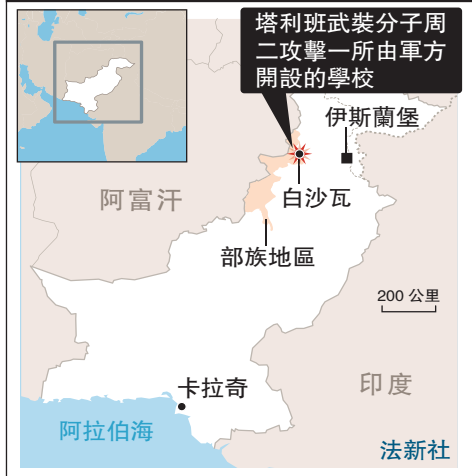 塔利班武裝分子周
二攻擊一所由軍方
開設的學校
伊斯蘭堡
阿富汗
白沙瓦
部族地區
200 公里
卡拉奇
印度
阿拉伯海
法新社